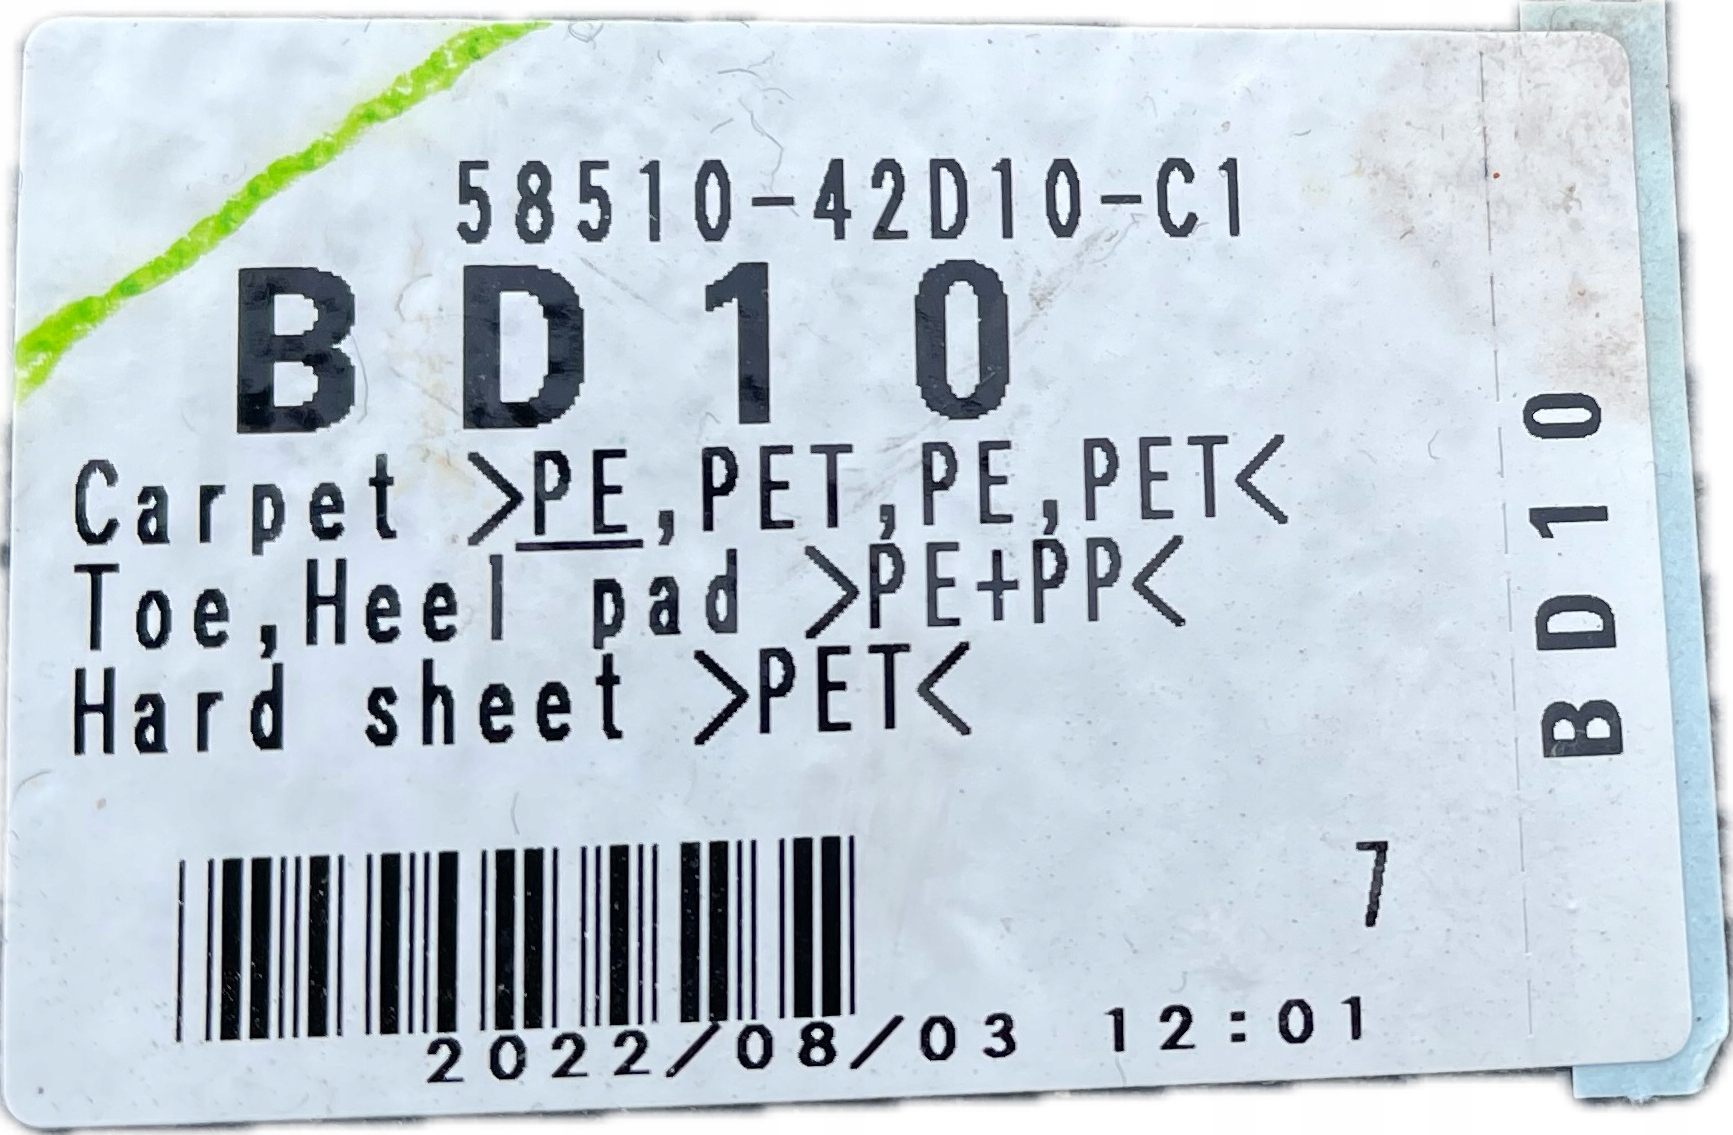 58510-42D10-C1
BD10
Carpet >PE,PET,PE,PET<
Toe,Heel pad >PE+PP<
Hard sheet >PET<
7
2022/08/03 12:01
BD10